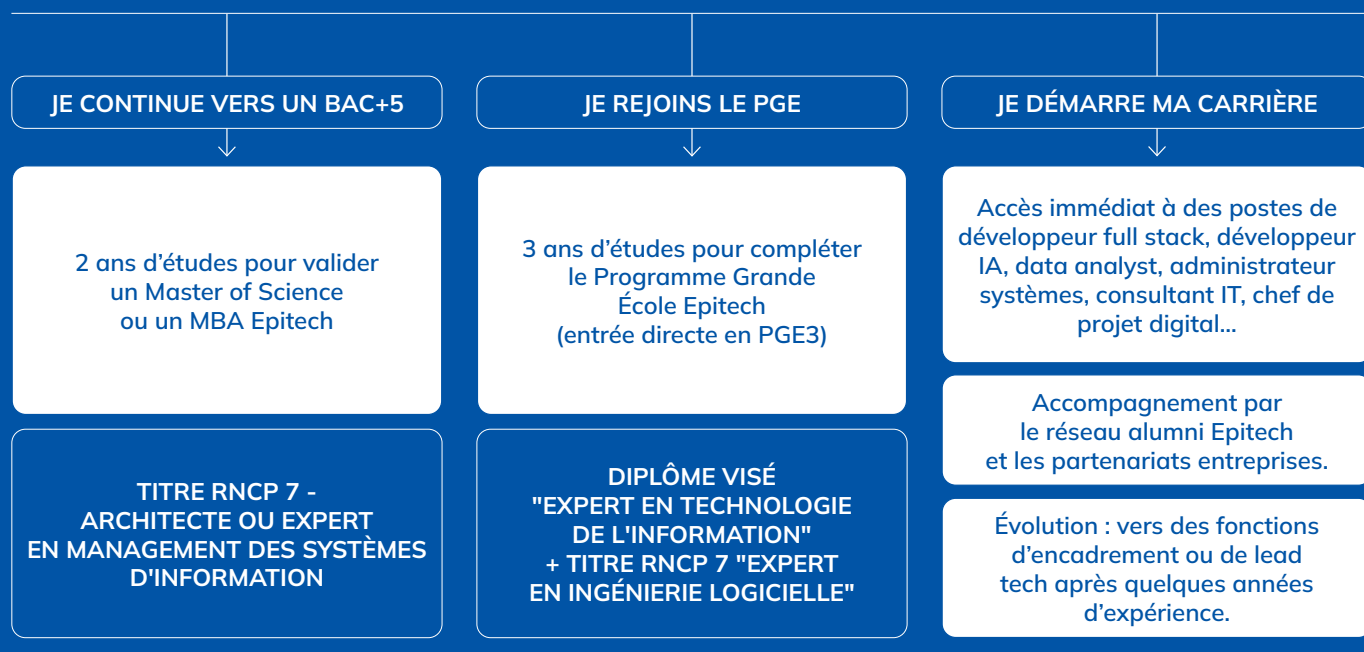 JE CONTINUE VERS UN BAC+5
2 ans d'études pour valider
un Master of Science
ou un MBA Epitech
TITRE RNCP 7 -
ARCHITECTE OU EXPERT
EN MANAGEMENT DES SYSTÈMES
D'INFORMATION
JE REJOINS LE PGE
3 ans d'études pour compléter
le Programme Grande
École Epitech
(entrée directe en PGE3)
DIPLÔME VISÉ
"EXPERT EN TECHNOLOGIE
DE L'INFORMATION"
+ TITRE RNCP 7 "EXPERT
EN INGÉNIERIE LOGICIELLE"
JE DÉMARRE MA CARRIÈRE
Accès immédiat à des postes de
développeur full stack, développeur
IA, data analyst, administrateur
systèmes, consultant IT, chef de
projet digital...
Accompagnement par
le réseau alumni Epitech
et les partenariats entreprises.
Évolution : vers des fonctions
d'encadrement ou de lead
tech après quelques années
d'expérience.